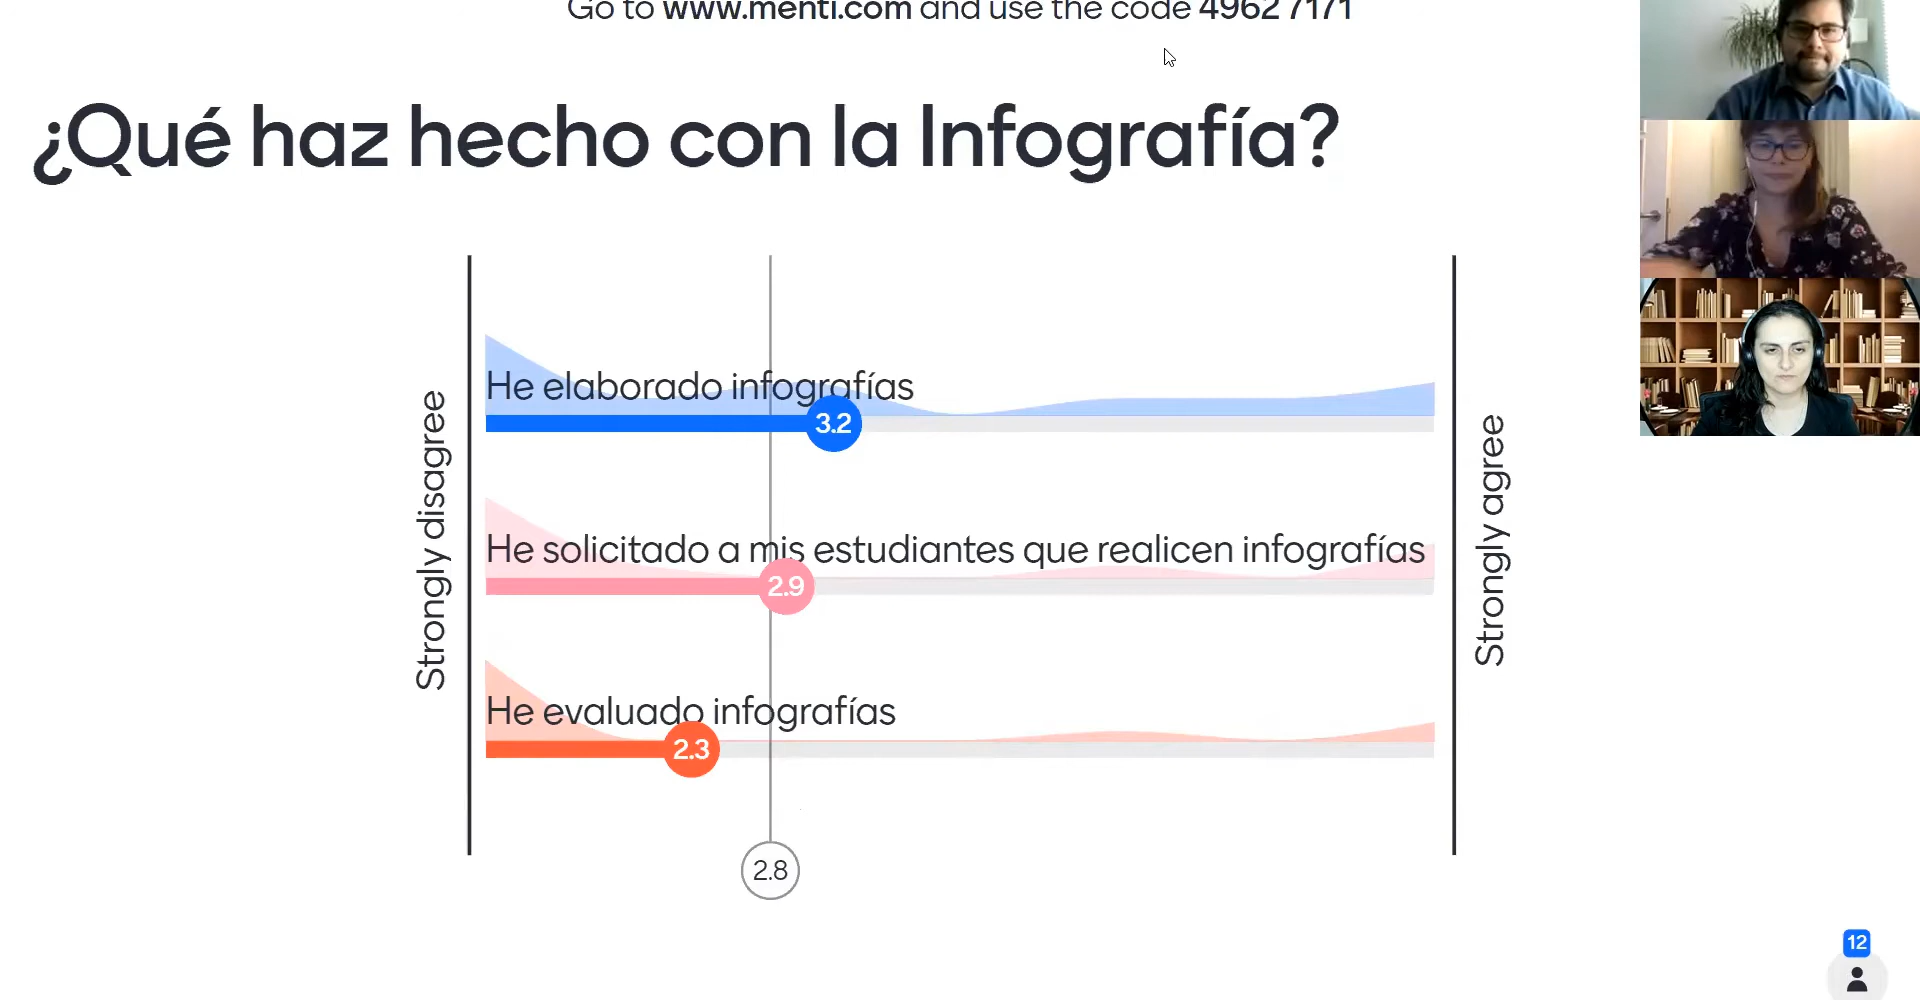 Go to www.menti.com and use the code 4962 7171
¿Qué haz hecho con la Infografía?
Strongly disagree
He elaborado infografías
3.2
He solicitado a mis estudiantes que realicen infografías
2.9
He evaluado infografías
2.3
2.8
Strongly agree
12